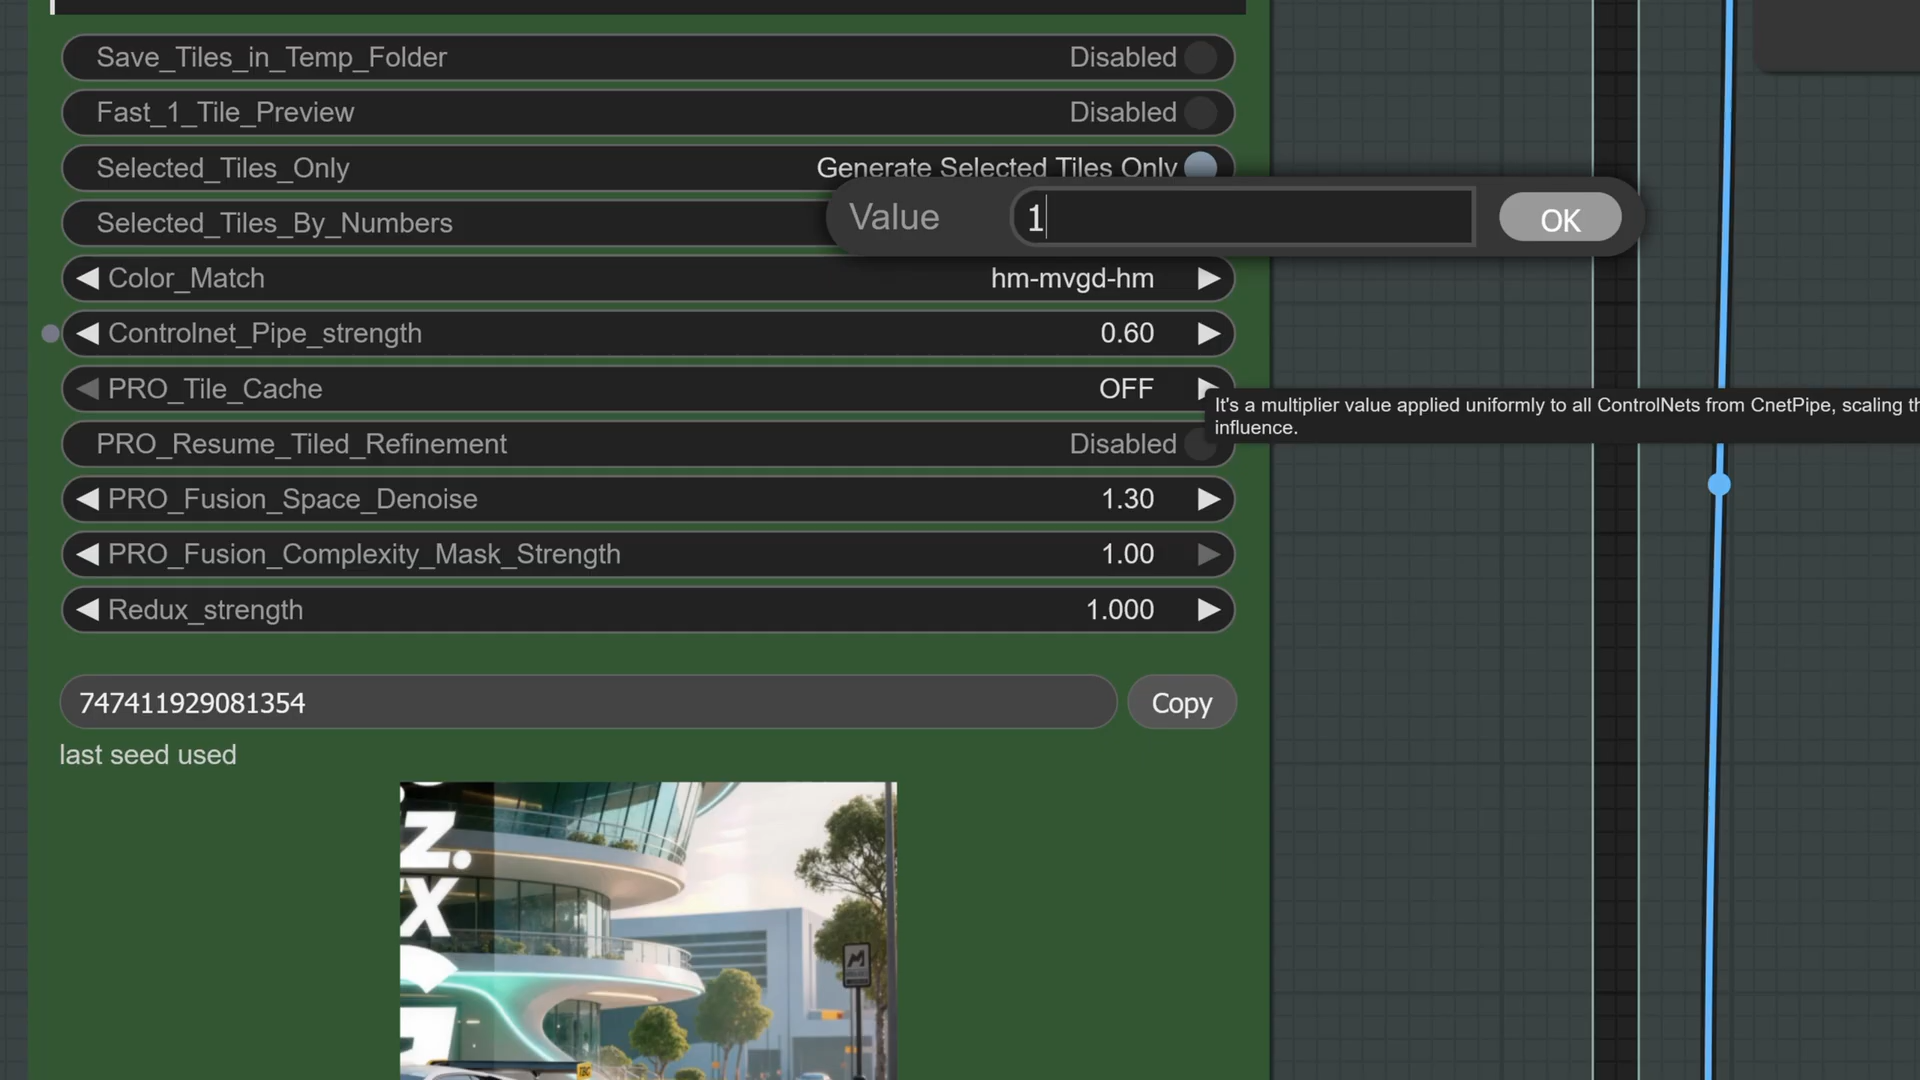 Save_Tiles_in_Temp_Folder Disabled
Fast_1_Tile_Preview Disabled
Selected_Tiles_Only Generate Selected Tiles Only
Selected_Tiles_By_Numbers Value 1 OK
Color_Match hm-mvgd-hm
Controlnet_Pipe_strength 0.60
PRO_Tile_Cache OFF
It's a multiplier value applied uniformly to all ControlNets from CnetPipe, scaling
influence.
PRO_Resume_Tiled_Refinement Disabled
PRO_Fusion_Space_Denoise 1.30
PRO_Fusion_Complexity_Mask_Strength 1.00
Redux_strength 1.000
747411929081354 Copy
last seed used
Z.
X